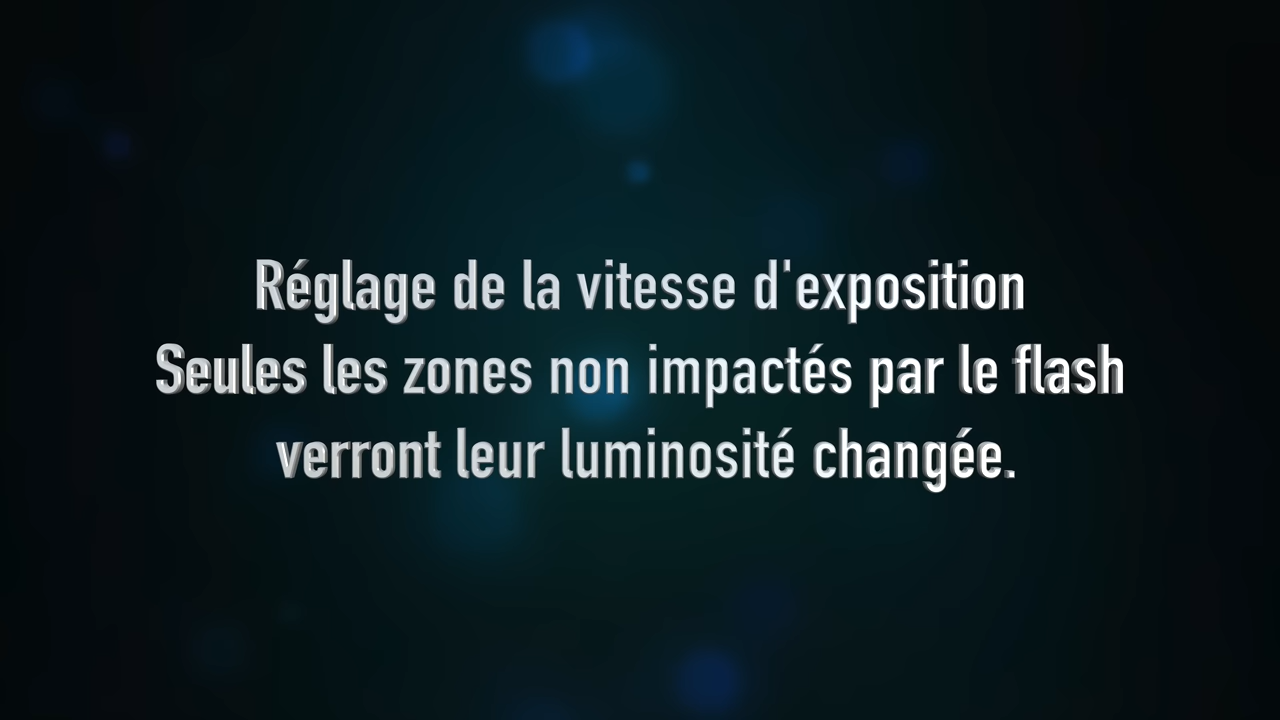 Réglage de la vitesse d'exposition
Seules les zones non impactés par le flash
verront leur luminosité changée.